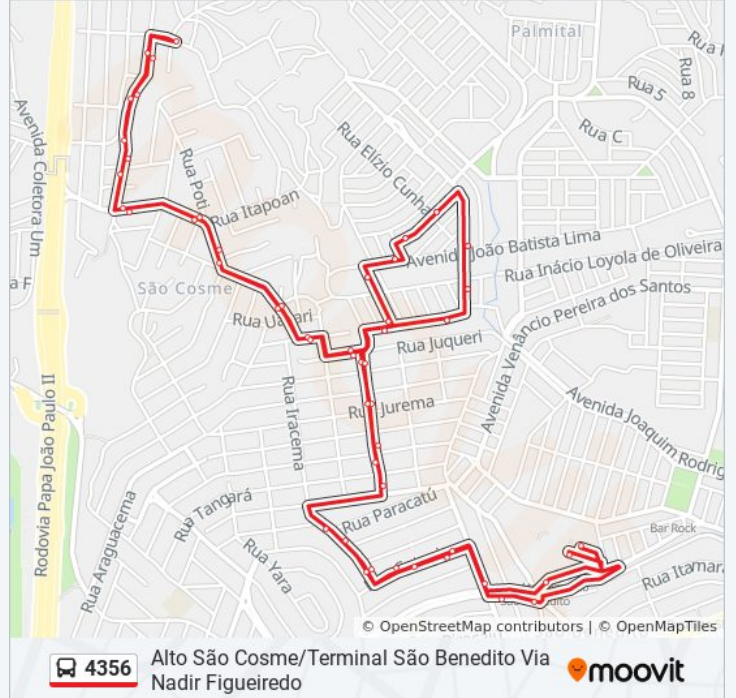 Palmital
Rua 8
Rua 5
Rua C
Avenida Coletora Um
Rua Elízio Cunha
Rua Poti
Rua Itapoan
Avenida João Batista Lima
Rua Inácio Loyola de Oliveira
São Cosme
Rua
Avenida Venâncio Pereira dos Santos
Rua Juqueri
Rua Iracema
Rua Jurema
Avenida Joaquim Rodrig
Rodovia Papa João Paulo II
Rua Araguacema
Rua Tangará
Rua Paracatú
Rua Yara
Bar Rock
Rua Itamar
© OpenStreetMap contributors | © OpenMapTiles
4356
Alto São Cosme/Terminal São Benedito Via
Nadir Figueiredo
moovit